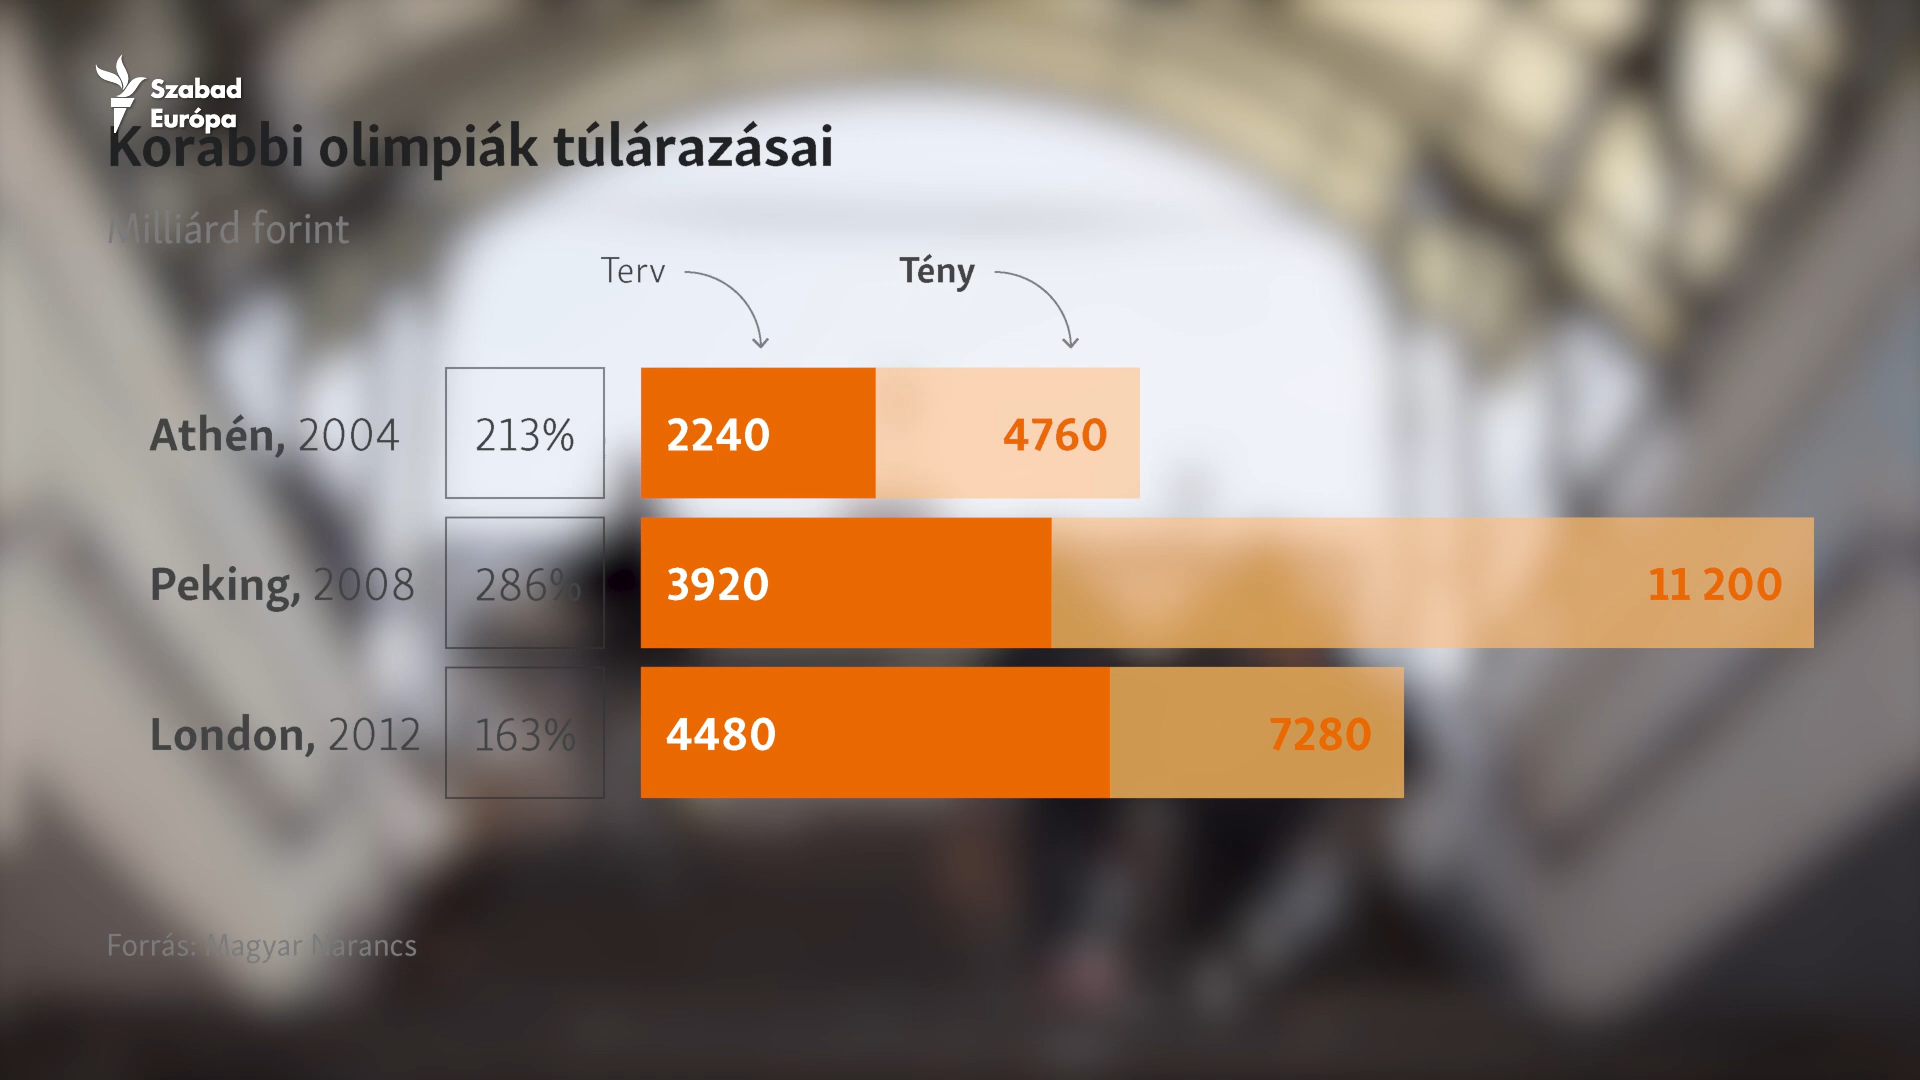 Szabad
Európa
Korábbi olimpiák túlárazásai
Milliárd forint
Terv
Tény
Athén, 2004
213%
2240
4760
Peking, 2008
286%
3920
11 200
London, 2012
163%
4480
7280
Forrás: Magyar Narancs